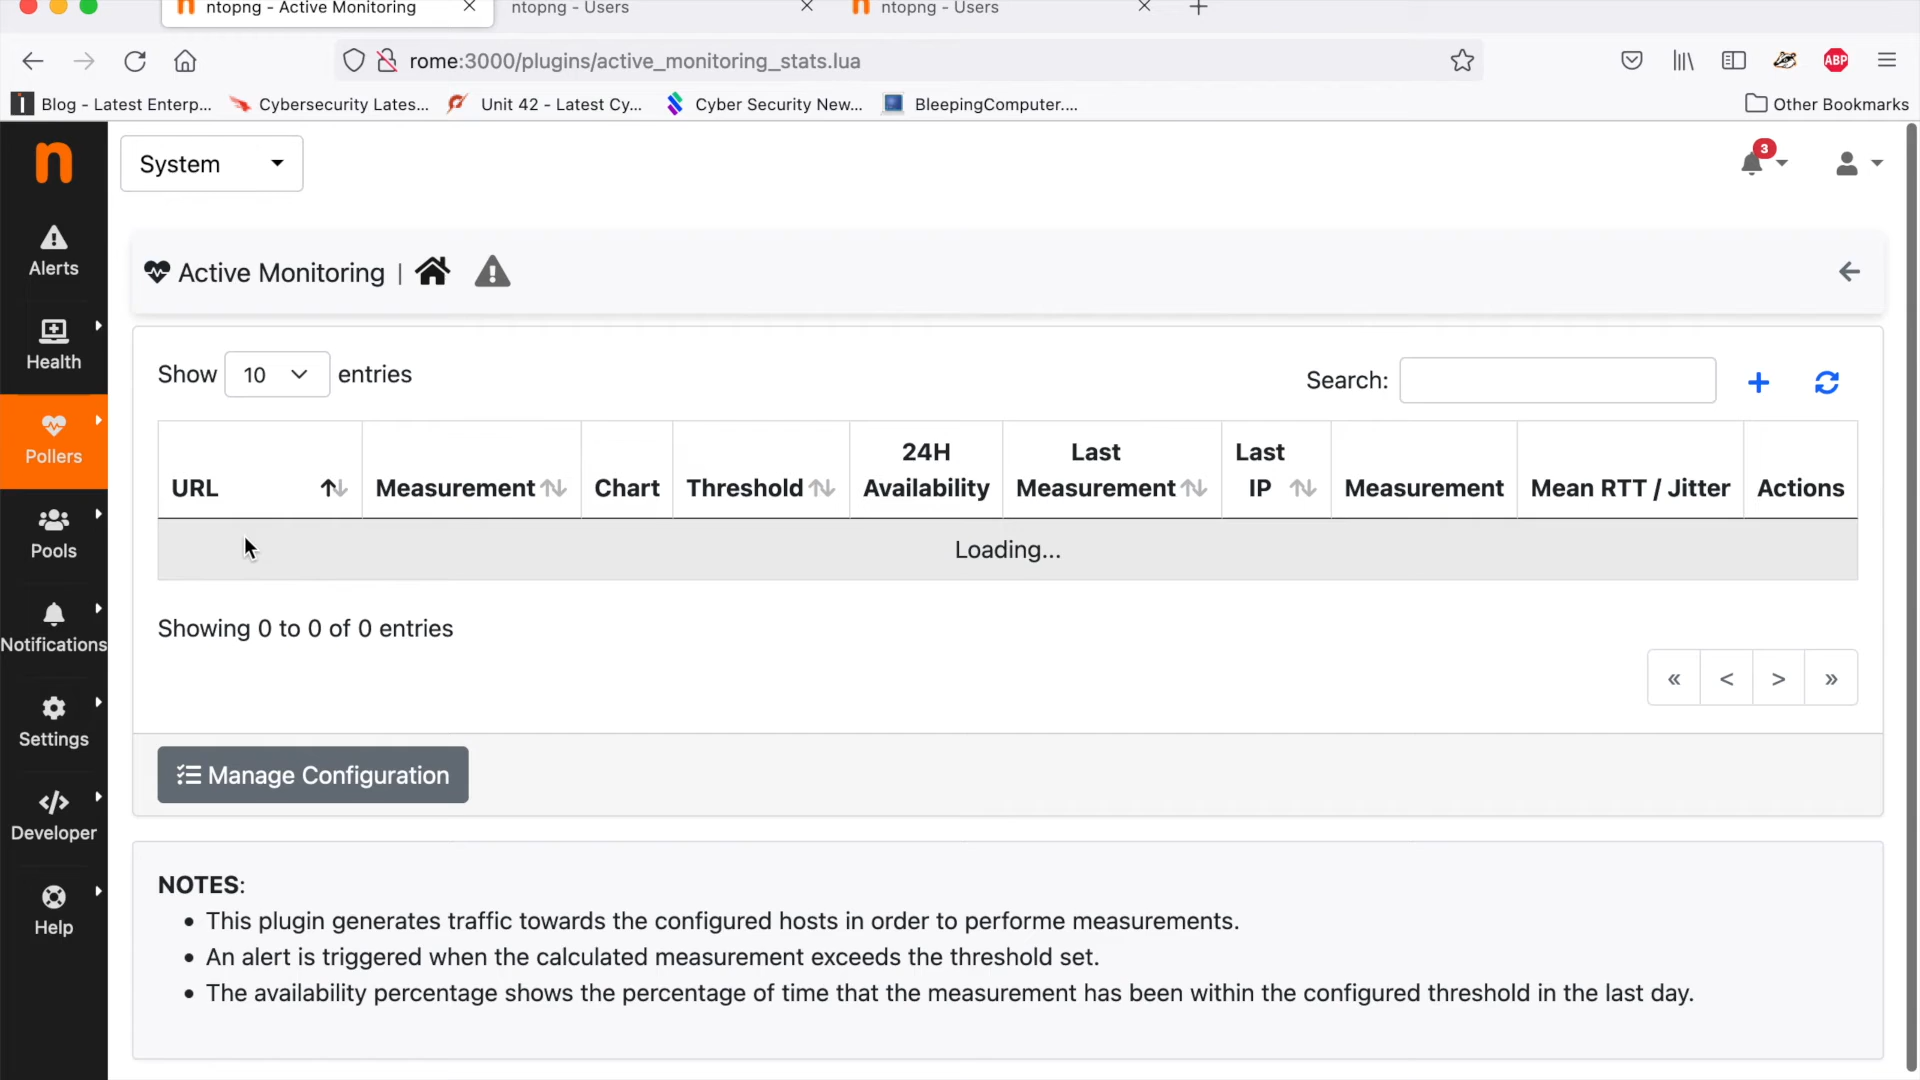 ntopng - Active Monitoring
ntopng - Users
ntopng - Users
rome:3000/plugins/active_monitoring_stats.lua
ABP
Blog - Latest Enterp...
Cybersecurity Lates...
Unit 42 - Latest Cy...
Cyber Security New...
BleepingComputer....
Other Bookmarks
n
System
3
Alerts
Health
Pollers
Pools
Notifications
Settings
Developer
Help
Active Monitoring |
Show 10 entries
Search:
URL
Measurement
Chart
Threshold
24H
Availability
Last
Measurement
Last
IP
Measurement
Mean RTT / Jitter
Actions
Loading...
Showing 0 to 0 of 0 entries
« < > »
Manage Configuration
NOTES:
• This plugin generates traffic towards the configured hosts in order to performe measurements.
• An alert is triggered when the calculated measurement exceeds the threshold set.
• The availability percentage shows the percentage of time that the measurement has been within the configured threshold in the last day.